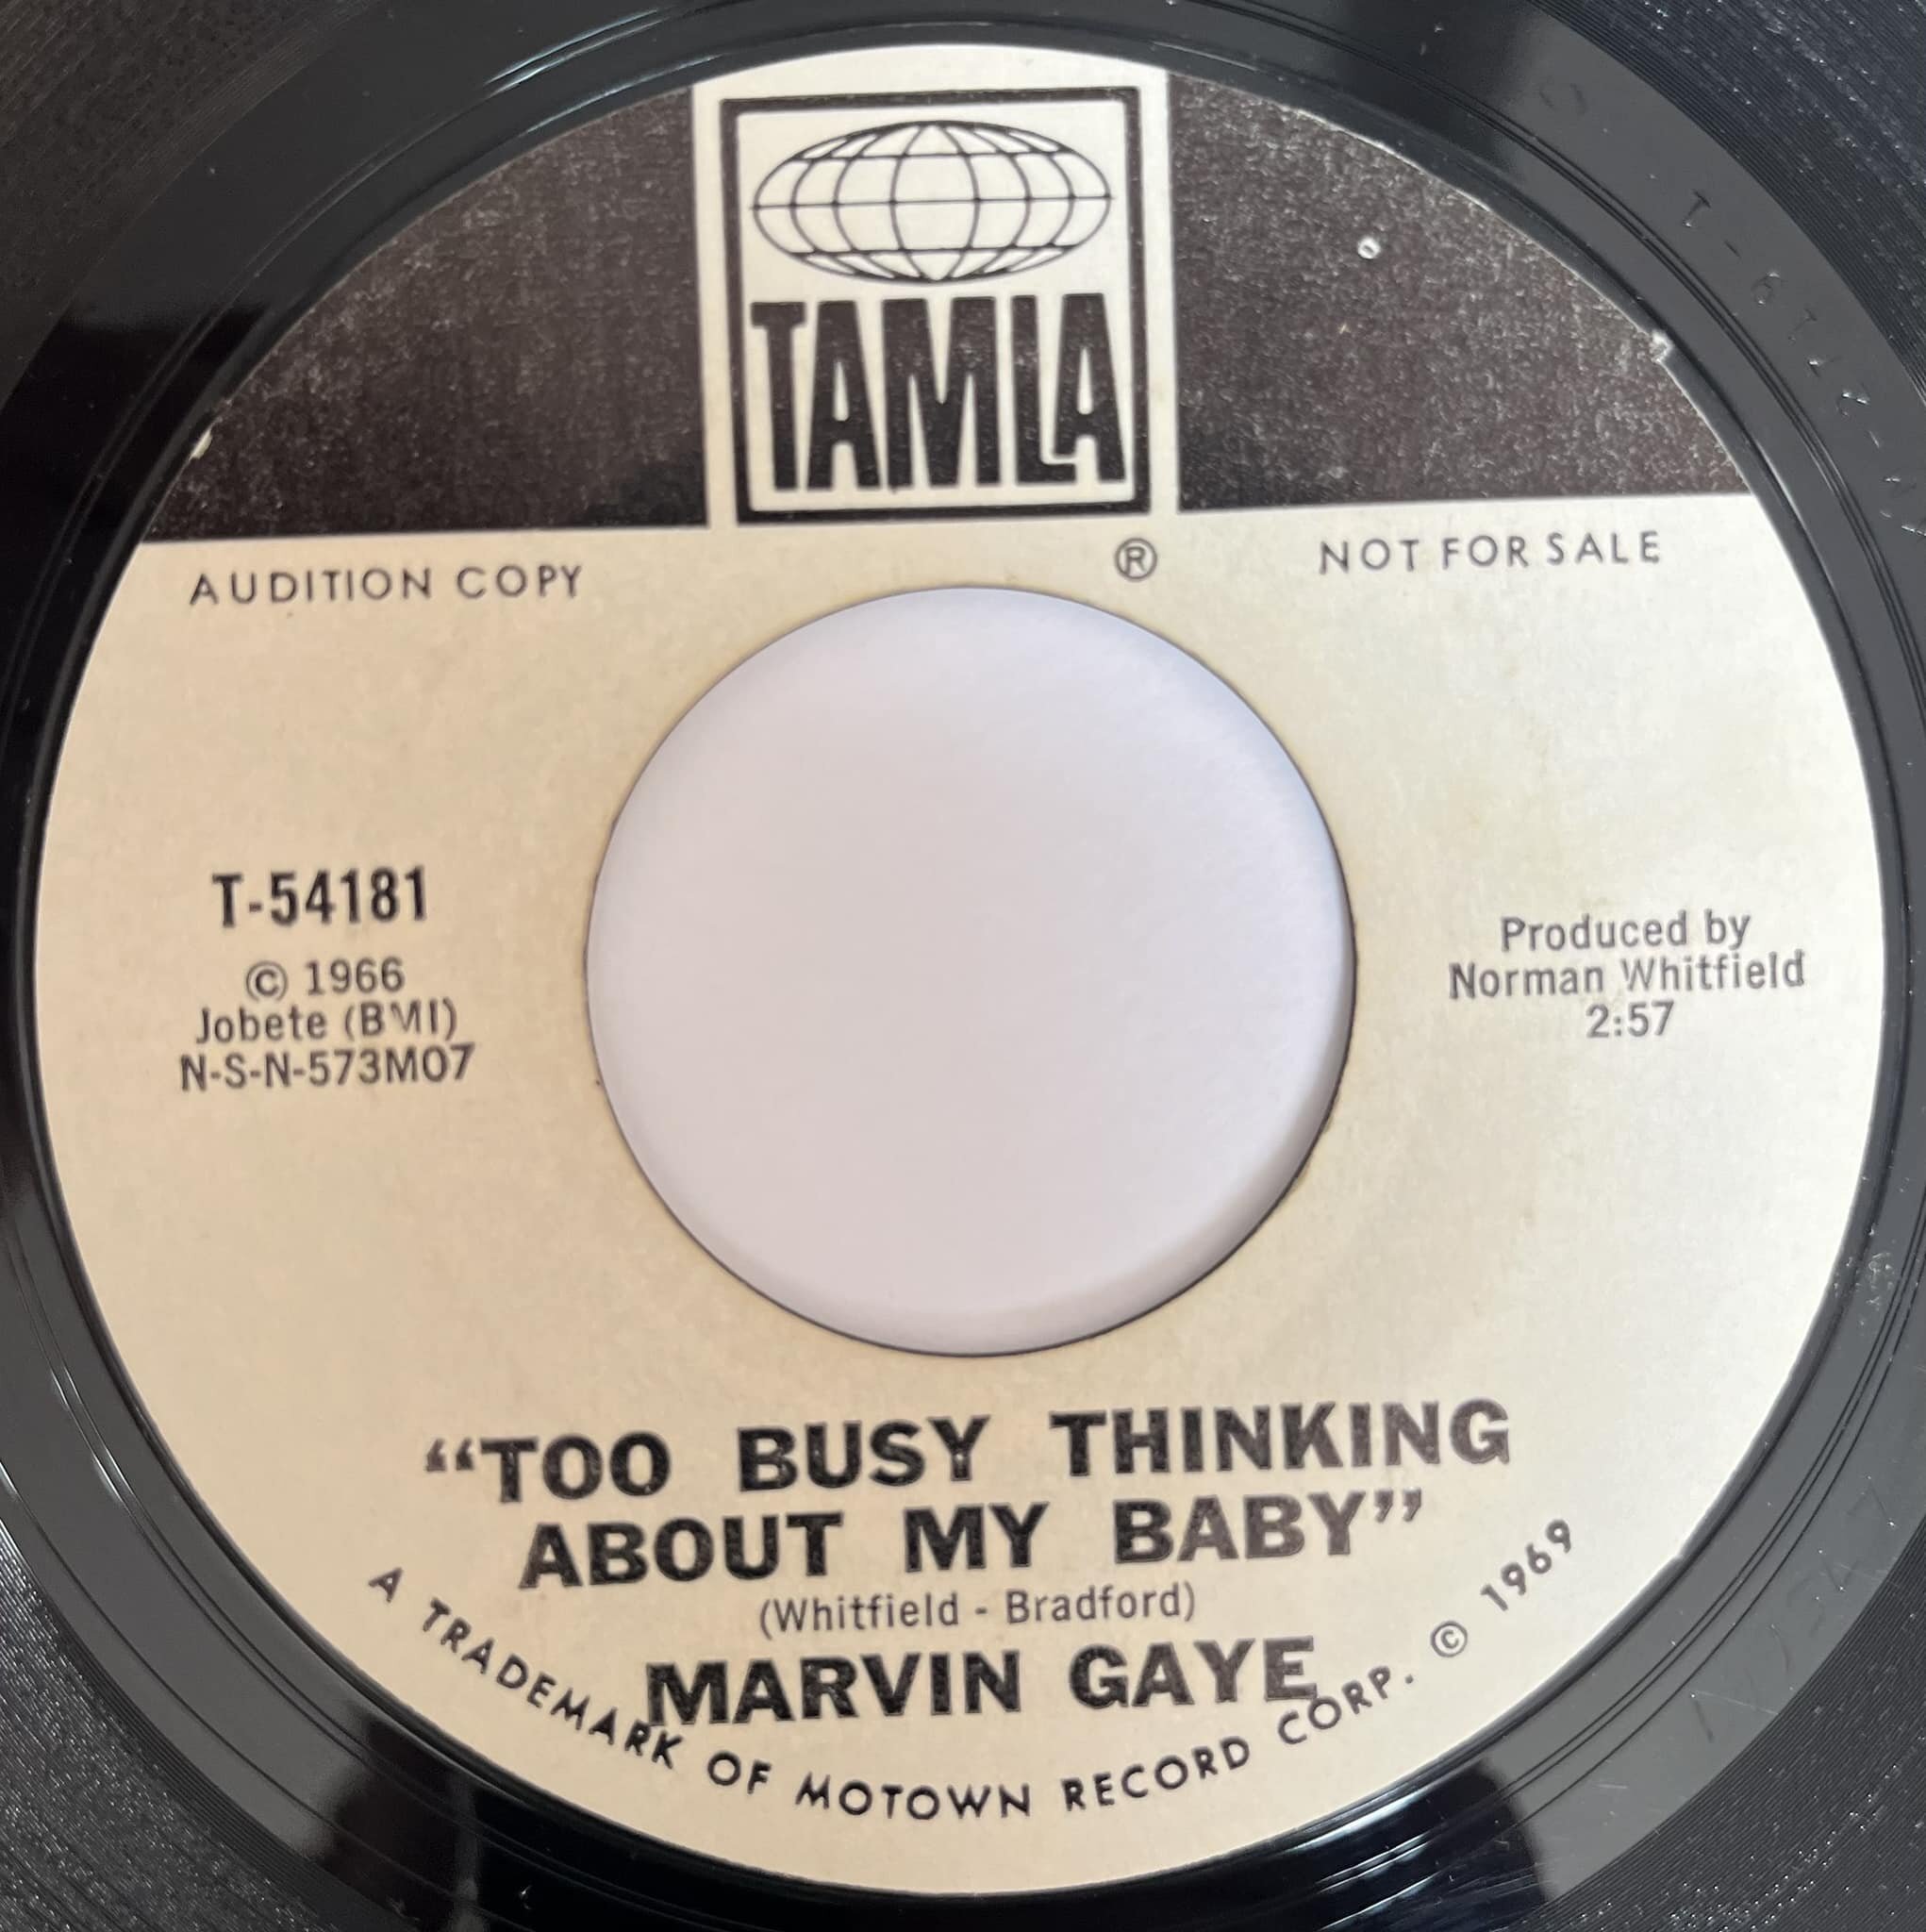 TAMLA
®
AUDITION COPY
NOT FOR SALE
T-54181
© 1966
Jobete (BMI)
N-S-N-573MO7
Produced by
Norman Whitfield
2:57
“TOO BUSY THINKING
ABOUT MY BABY”
(Whitfield - Bradford)
MARVIN GAYE
A TRADEMARK OF MOTOWN RECORD CORP. © 1969